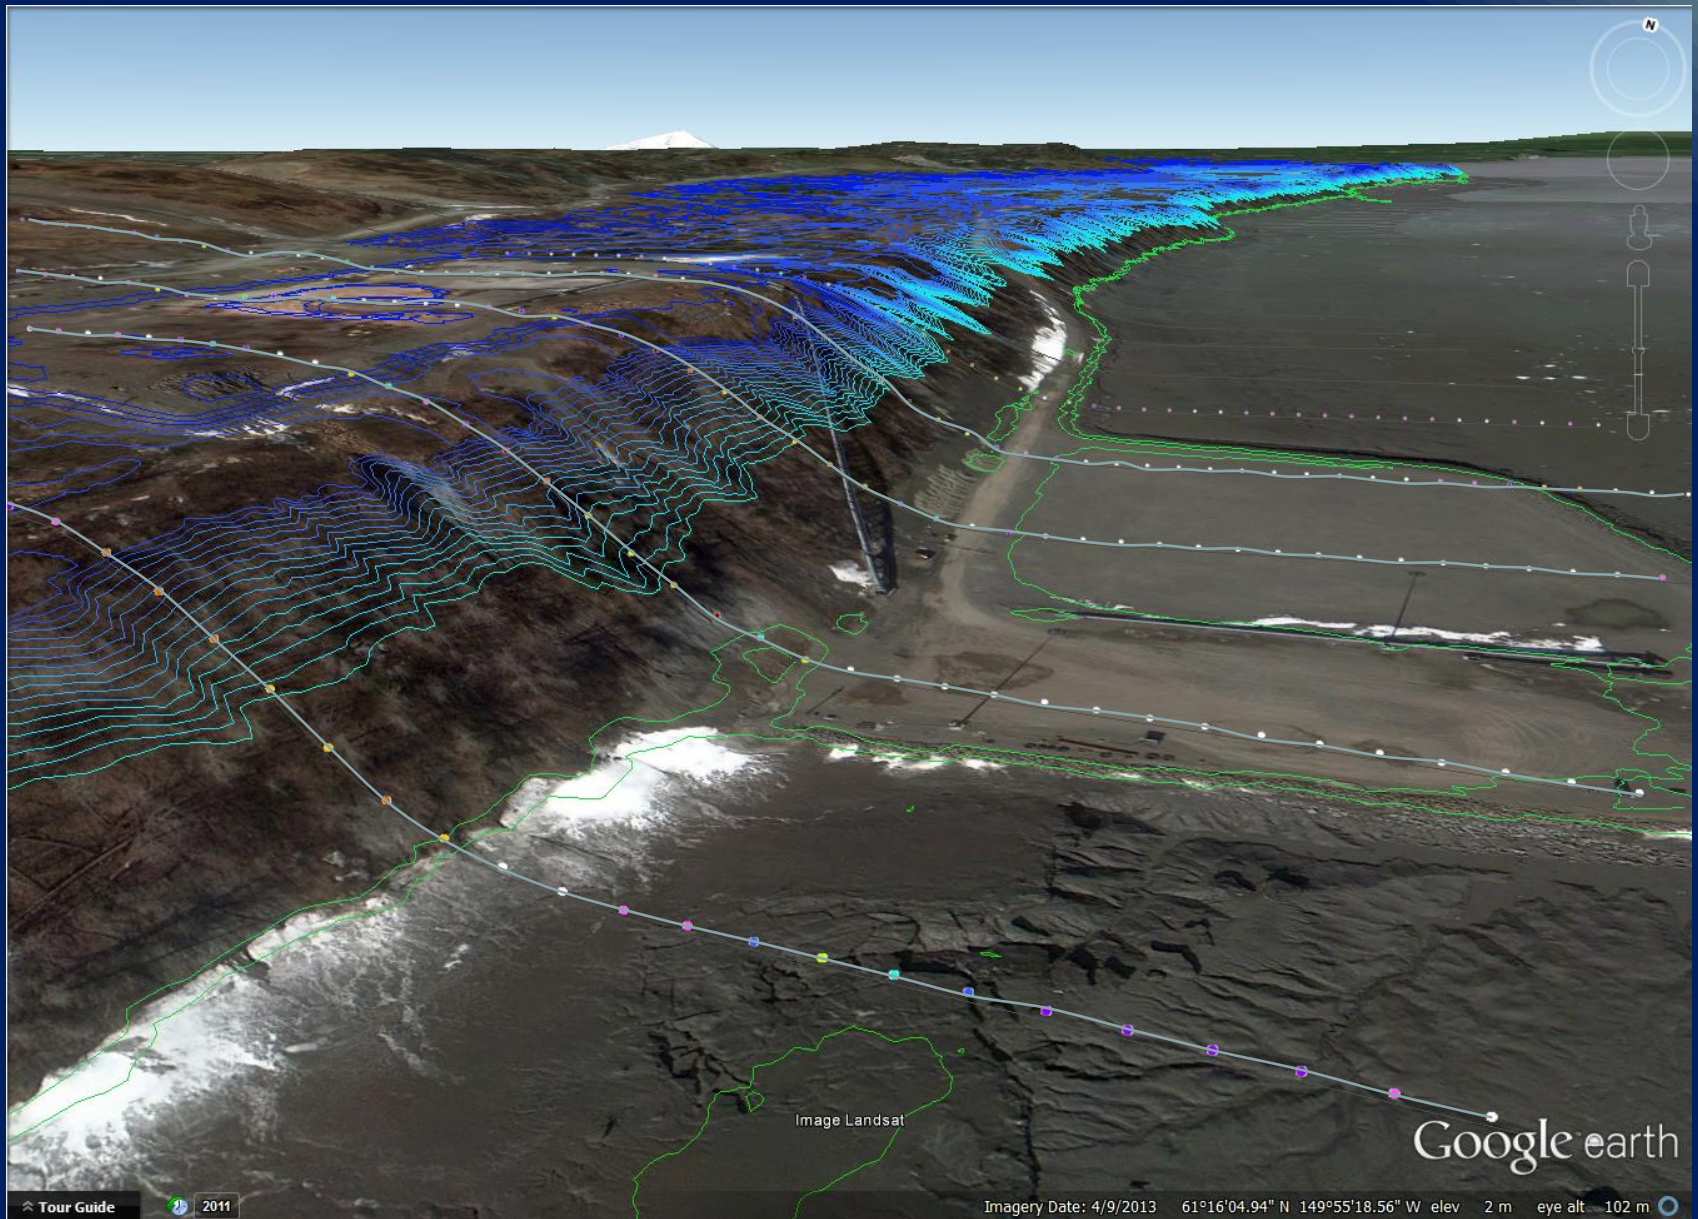 N
Image Landsat
Google earth
Tour Guide
2011
Imagery Date: 4/9/2013 61°16'04.94" N 149°55'18.56" W elev 2 m eye alt 102 m